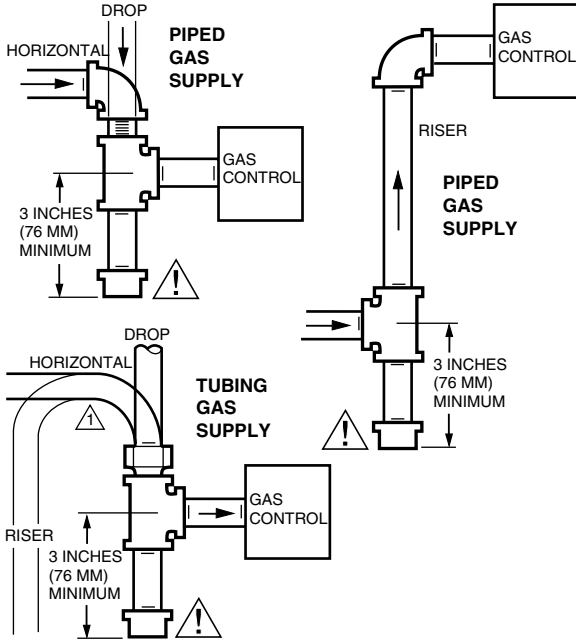 DROP
HORIZONTAL
PIPED
GAS
SUPPLY
GAS
CONTROL
3 INCHES
(76 MM)
MINIMUM
!
GAS
CONTROL
RISER
PIPED
GAS
SUPPLY
3 INCHES
(76 MM)
MINIMUM
!
DROP
HORIZONTAL
1
TUBING
GAS
SUPPLY
GAS
CONTROL
RISER
3 INCHES
(76 MM)
MINIMUM
!